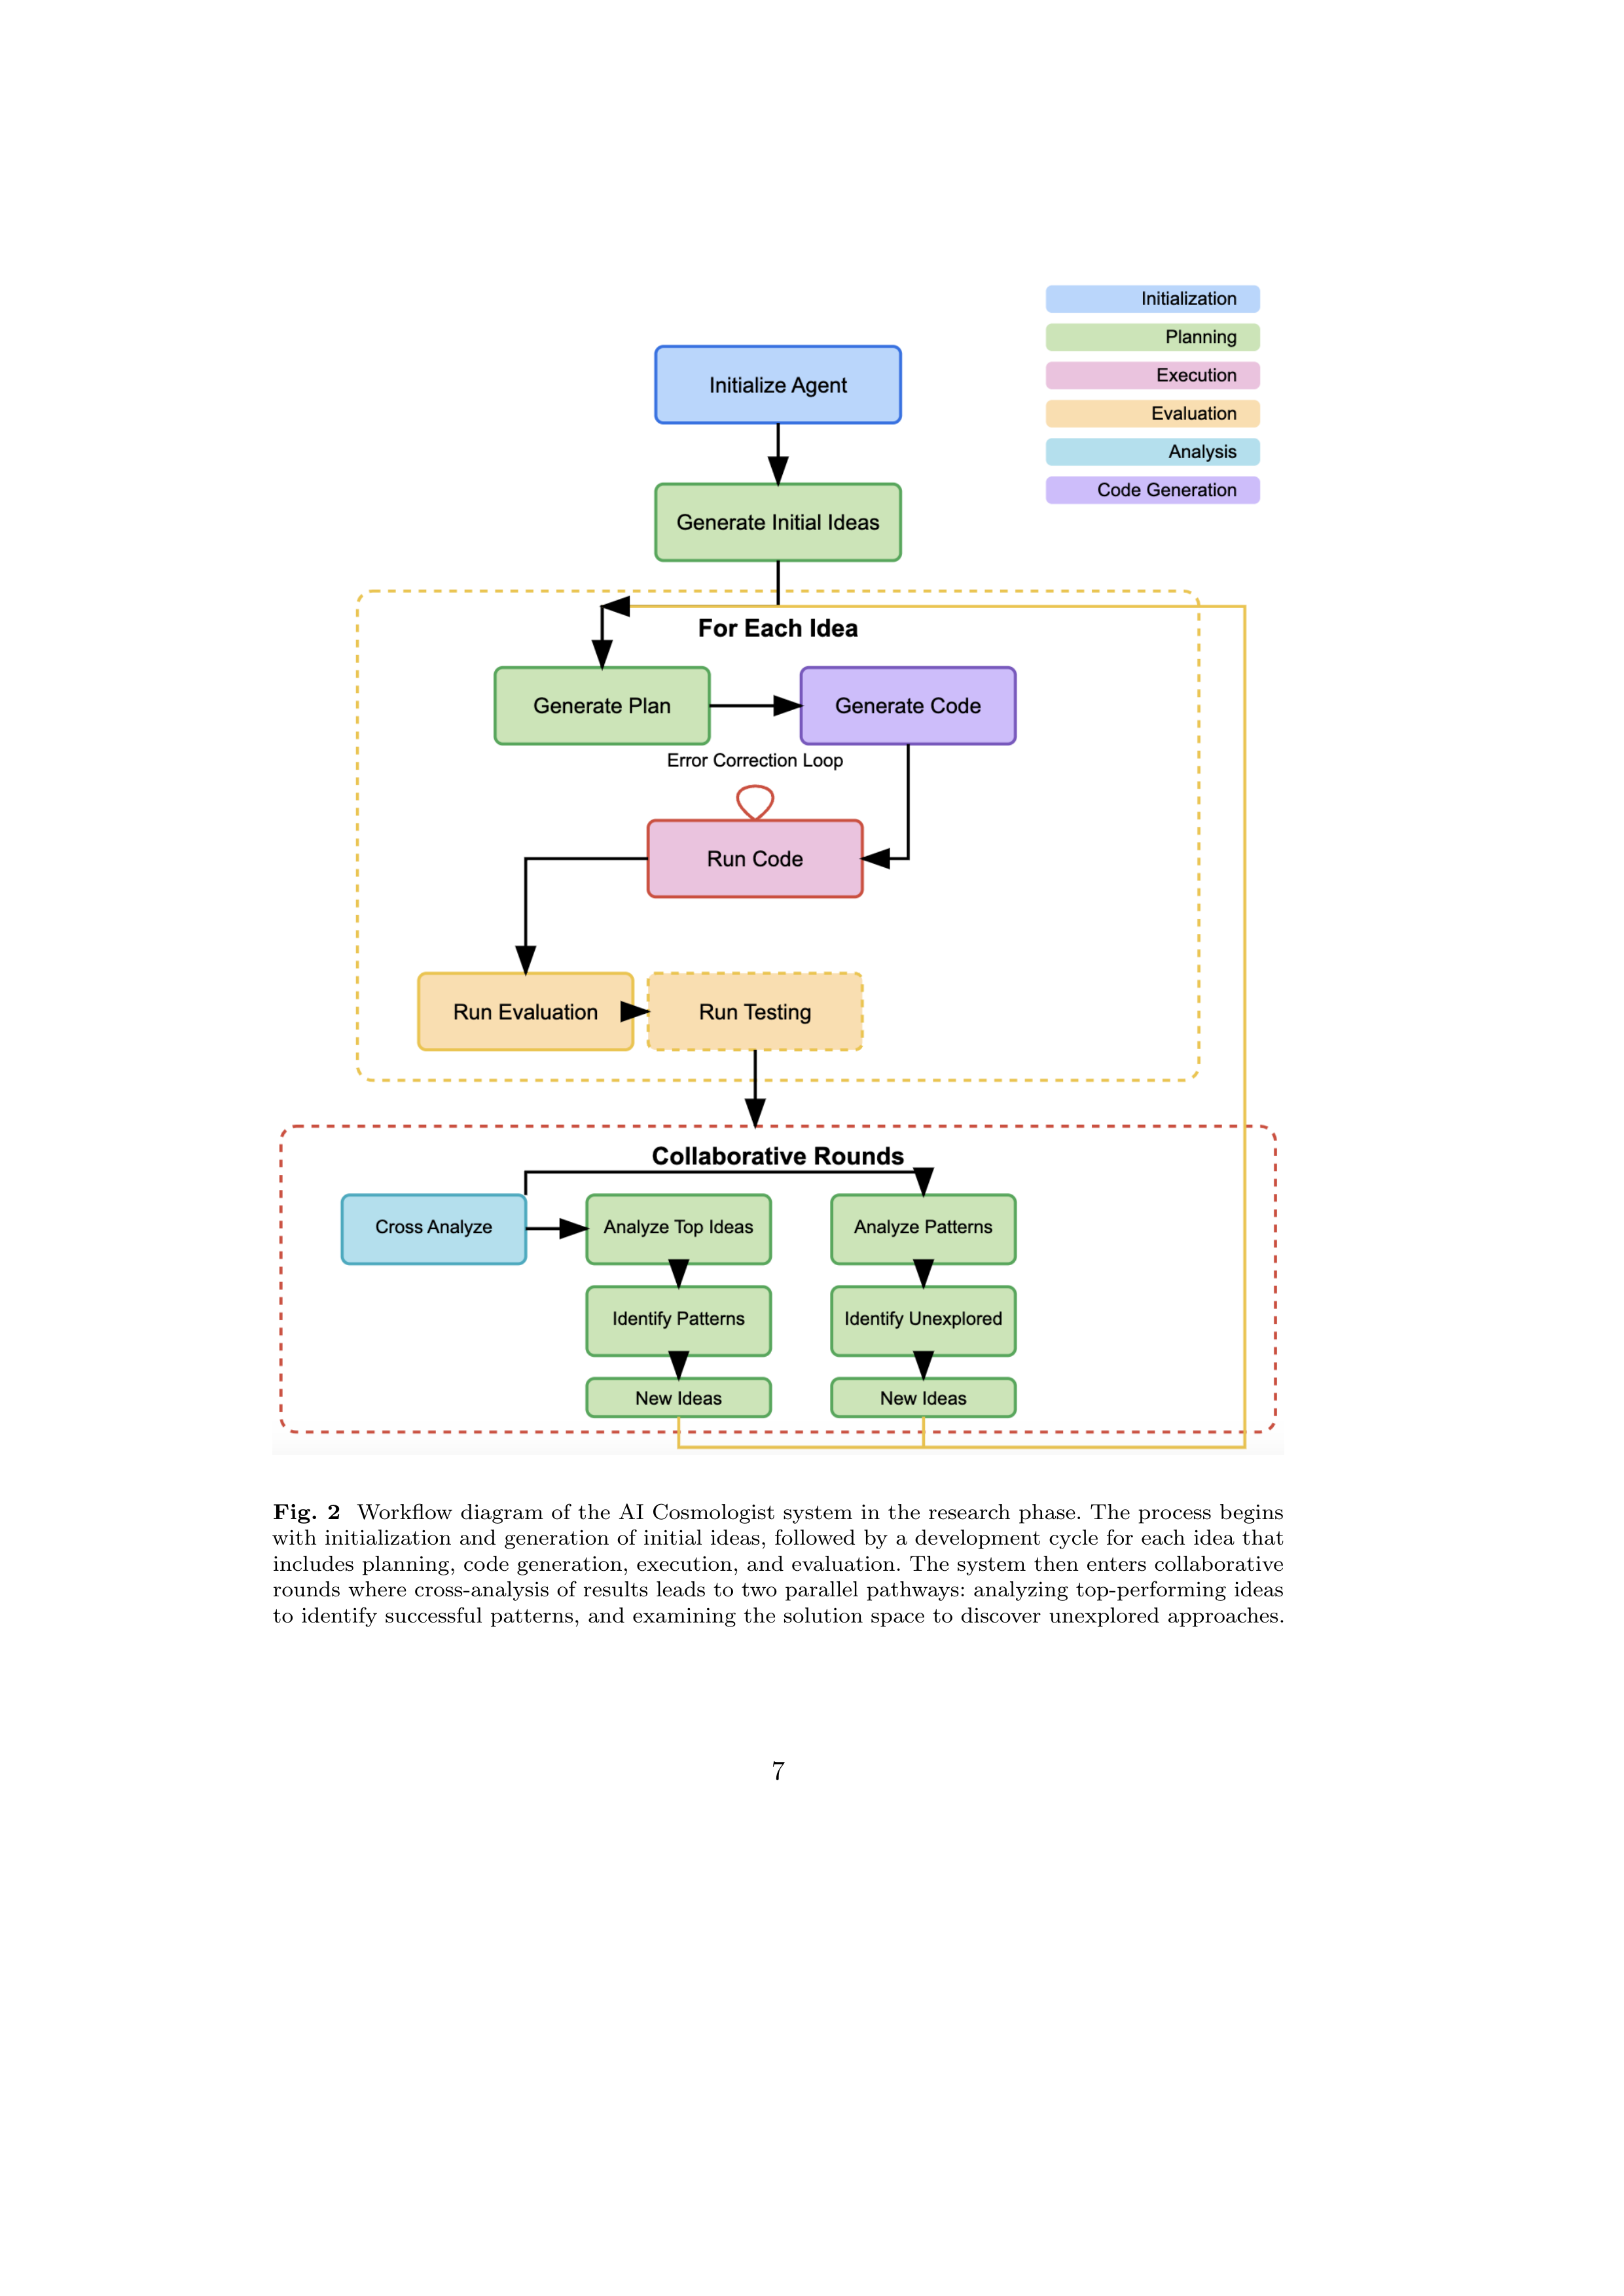 Initialization
Planning
Execution
Evaluation
Analysis
Code Generation
Initialize Agent
Generate Initial Ideas
For Each Idea
Generate Plan
Generate Code
Error Correction Loop
Run Code
Run Evaluation
Run Testing
Collaborative Rounds
Cross Analyze
Analyze Top Ideas
Analyze Patterns
Identify Patterns
Identify Unexplored
New Ideas
New Ideas
Fig. 2 Workflow diagram of the AI Cosmologist system in the research phase. The process begins
with initialization and generation of initial ideas, followed by a development cycle for each idea that
includes planning, code generation, execution, and evaluation. The system then enters collaborative
rounds where cross-analysis of results leads to two parallel pathways: analyzing top-performing ideas
to identify successful patterns, and examining the solution space to discover unexplored approaches.
7